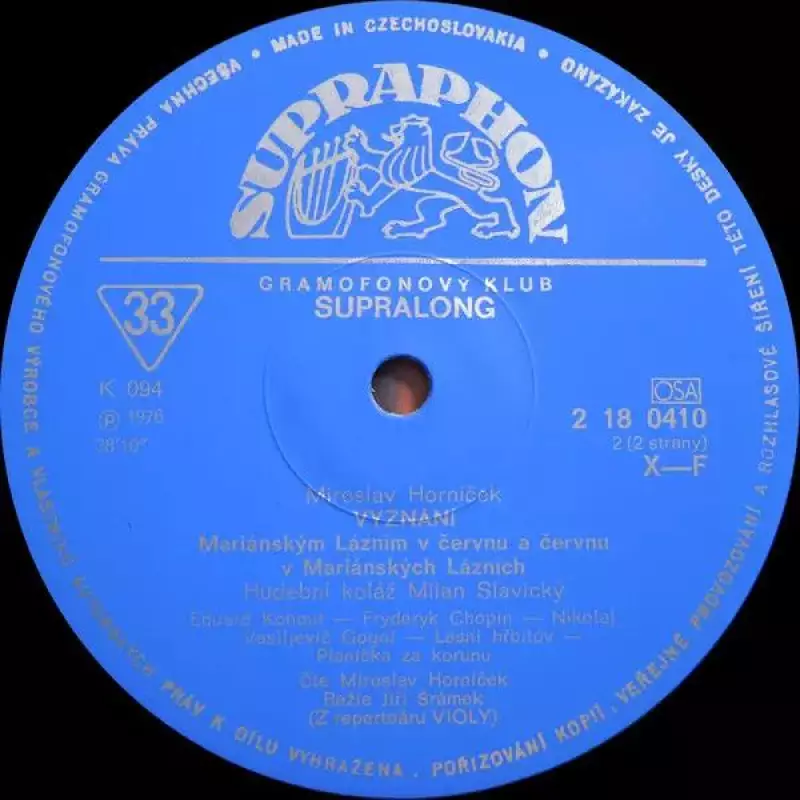 VŠECHNA PRÁVA GRAMOFONOVÉHO VÝROBCE A VLASTNÍKŮ AUTORSKÝCH PRÁV K DÍLU VYHRAŽENA . POŘIZOVÁNÍ KOPIÍ , VEŘEJNÉ PROVOZOVÁNÍ A ROZHLASOVÉ ŠÍŘENÍ TÉTO DESKY JE ZAKÁZÁNO • MADE IN CZECHOSLOVAKIA •
SUPRAPHON
GRAMOFONOVÝ KLUB
SUPRALONG
33
K 094
Ⓟ 1976
38'10"
OSA
2 18 0410
2 (2 strany)
X—F
Miroslav Horníček
VYZNÁNÍ
Mariánským Lázním v červnu a červnu
v Mariánských Lázních
Hudební koláž Milan Slavický
Eduard Kohout — Fryderyk Chopin — Nikolaj
Vasiljevič Gogol — Lesní hřbitov —
Písnička za korunu
Čte Miroslav Horníček
Režie Jiří Šrámek
(Z repertoáru VIOLY)